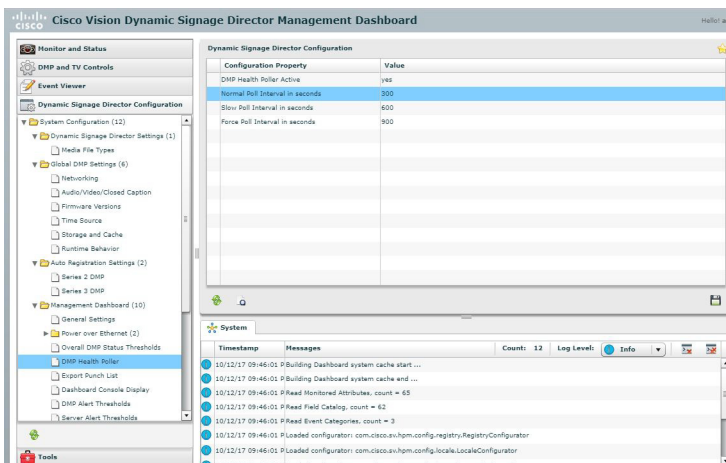 cisco Cisco Vision Dynamic Signage Director Management Dashboard
Hello! a
Monitor and Status
DMP and TV Controls
Event Viewer
Dynamic Signage Director Configuration
System Configuration (12)
Dynamic Signage Director Settings (1)
Media File Types
Global DMP Settings (6)
Networking
Audio/Video/Closed Caption
Firmware Versions
Time Source
Storage and Cache
Runtime Behavior
Auto Registration Settings (2)
Series 2 DMP
Series 3 DMP
Management Dashboard (10)
General Settings
Power over Ethernet (2)
Overall DMP Status Thresholds
DMP Health Poller
Export Punch List
Dashboard Console Display
DMP Alert Thresholds
Server Alert Thresholds
Tools
Dynamic Signage Director Configuration
Configuration Property Value
DMP Health Poller Active yes
Normal Poll Interval in seconds 300
Slow Poll Interval in seconds 600
Force Poll Interval in seconds 900
System
Timestamp Messages Count: 12 Log Level: Info
10/12/17 09:46:01 P Building Dashboard system cache start ...
10/12/17 09:46:01 P Building Dashboard system cache end ...
10/12/17 09:46:01 P Read Monitored Attributes, count = 65
10/12/17 09:46:01 P Read Field Catalog, count = 62
10/12/17 09:46:01 P Read Event Categories, count = 3
10/12/17 09:46:01 P Loaded configurator: com.cisco.sv.hpm.config.registry.RegistryConfigurator
10/12/17 09:46:01 P Loaded configurator: com.cisco.sv.hpm.config.locale.LocaleConfigurator